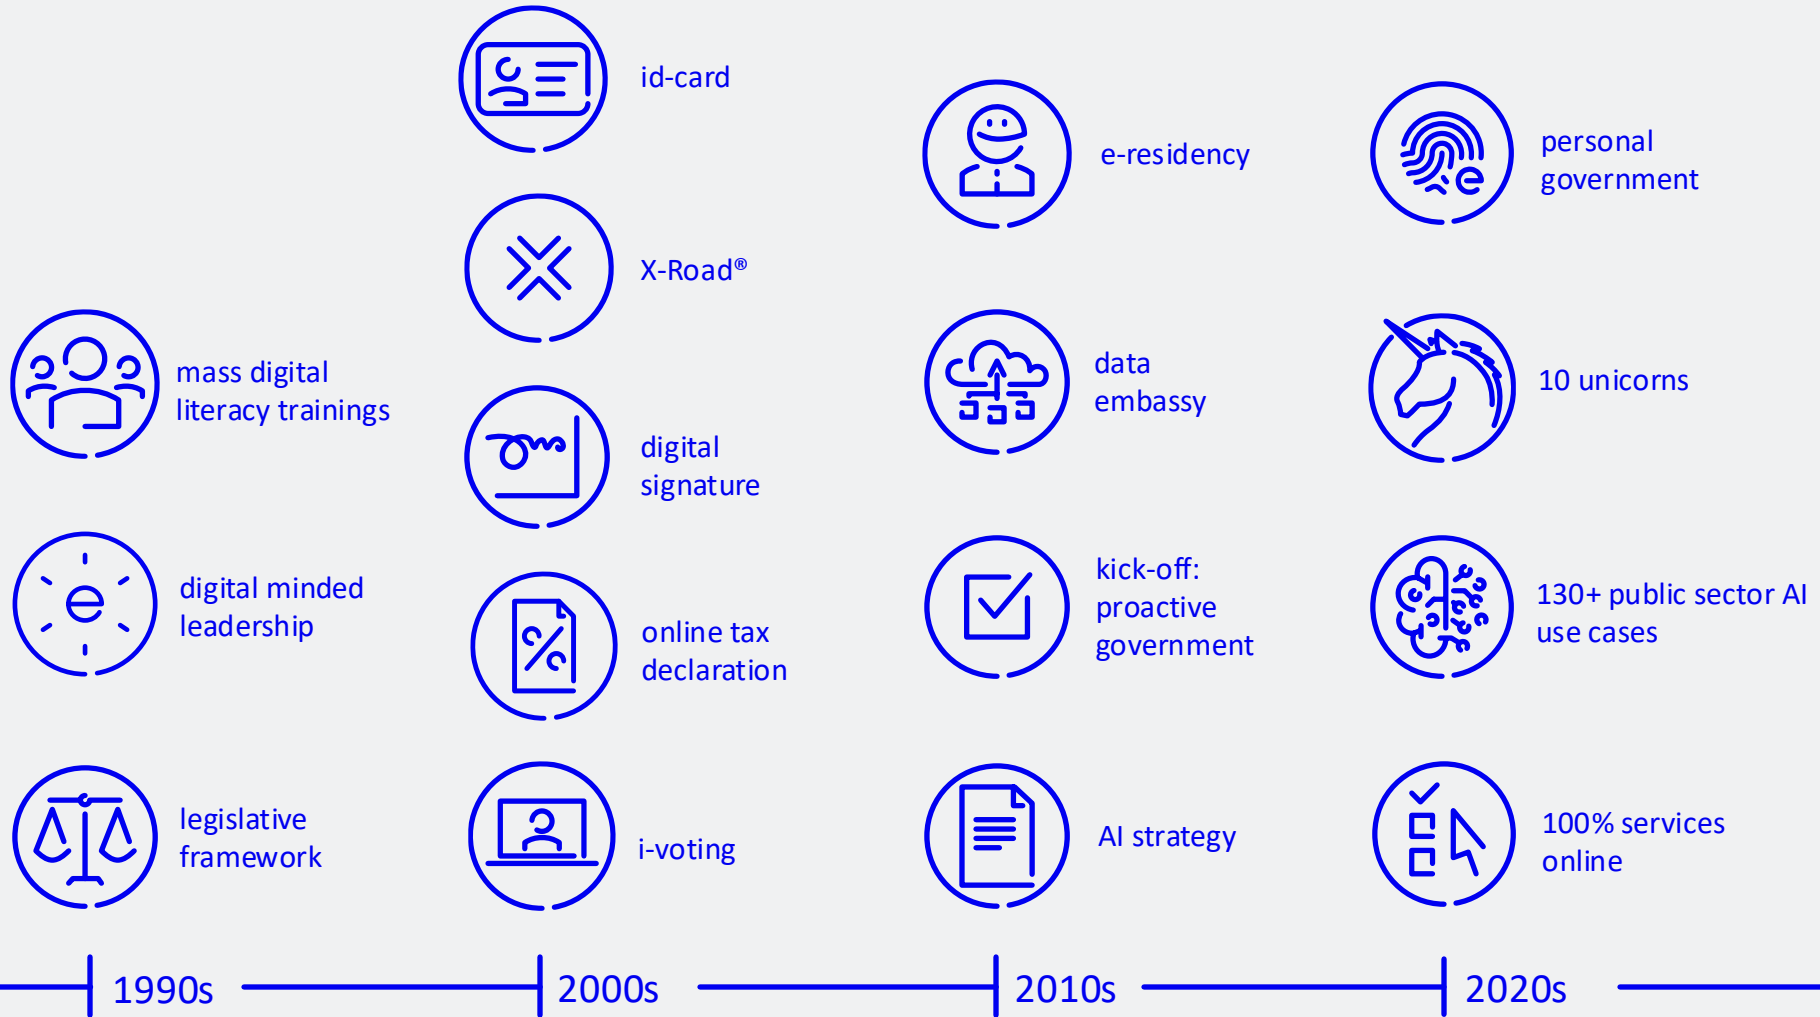 mass digital
literacy trainings
digital minded
leadership
legislative
framework
1990s
id-card
X-Road®
digital
signature
online tax
declaration
i-voting
2000s
e-residency
data
embassy
kick-off:
proactive
government
AI strategy
2010s
personal
government
10 unicorns
130+ public sector AI
use cases
100% services
online
2020s